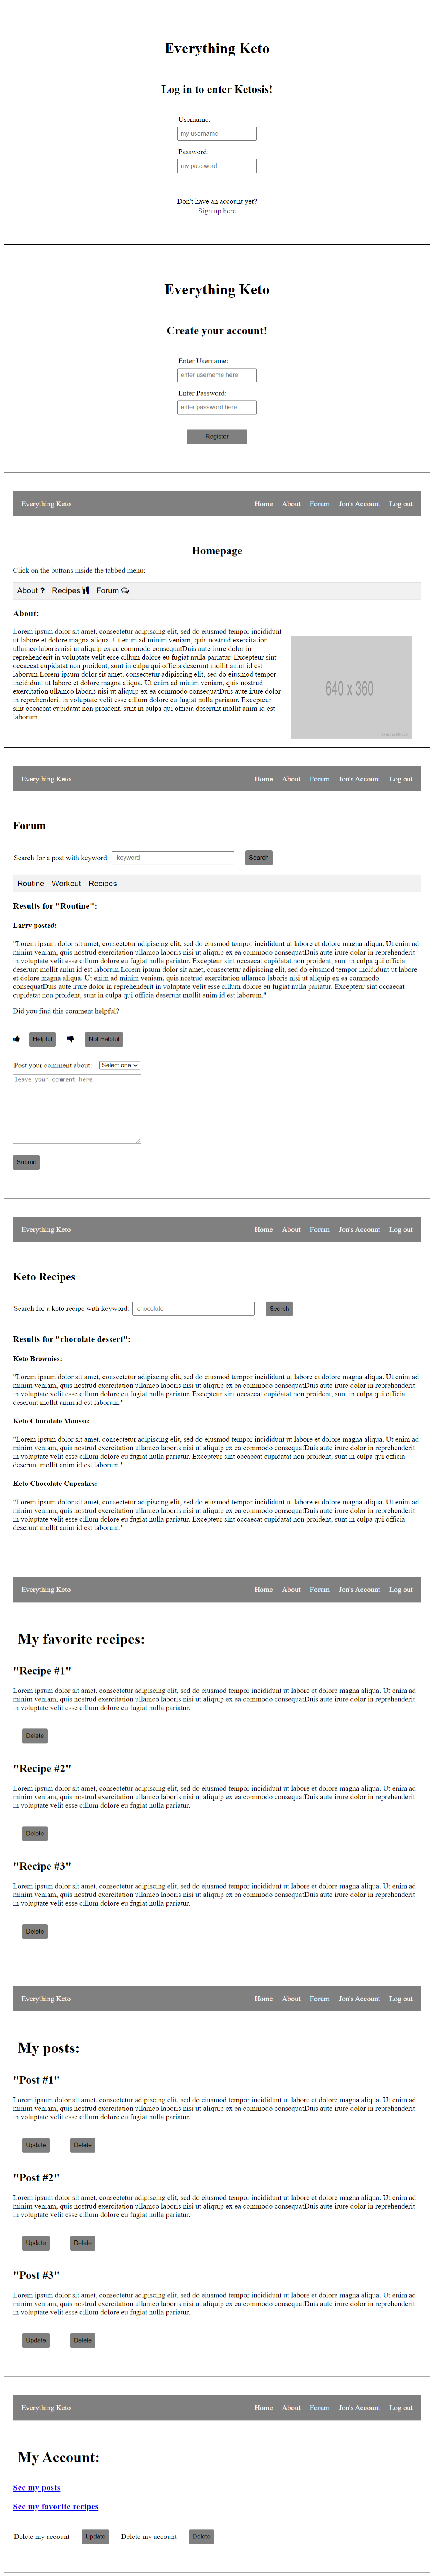 Everything Keto
Log in to enter Ketosis!
Username:
my username
Password:
my password
Don't have an account yet?
Sign up here
Everything Keto
Create your account!
Enter Username:
enter username here
Enter Password:
enter password here
Register
Everything Keto Home About Forum Jon's Account Log out
Homepage
Click on the buttons inside the tabbed menu:
About ? Recipes Forum
About:
Lorem ipsum dolor sit amet, consectetur adipiscing elit, sed do eiusmod tempor incididunt
ut labore et dolore magna aliqua. Ut enim ad minim veniam, quis nostrud exercitation
ullamco laboris nisi ut aliquip ex ea commodo consequatDuis aute irure dolor in
reprehenderit in voluptate velit esse cillum dolore eu fugiat nulla pariatur. Excepteur sint
occaecat cupidatat non proident, sunt in culpa qui officia deserunt mollit anim id est
laborum.Lorem ipsum dolor sit amet, consectetur adipiscing elit, sed do eiusmod tempor
incididunt ut labore et dolore magna aliqua. Ut enim ad minim veniam, quis nostrud
exercitation ullamco laboris nisi ut aliquip ex ea commodo consequatDuis aute irure dolor
in reprehenderit in voluptate velit esse cillum dolore eu fugiat nulla pariatur. Excepteur
sint occaecat cupidatat non proident, sunt in culpa qui officia deserunt mollit anim id est
laborum.
640 x 360
Everything Keto Home About Forum Jon's Account Log out
Forum
Search for a post with keyword: keyword Search
Routine Workout Recipes
Results for "Routine":
Larry posted:
"Lorem ipsum dolor sit amet, consectetur adipiscing elit, sed do eiusmod tempor incididunt ut labore et dolore magna aliqua. Ut enim ad
minim veniam, quis nostrud exercitation ullamco laboris nisi ut aliquip ex ea commodo consequatDuis aute irure dolor in reprehenderit
in voluptate velit esse cillum dolore eu fugiat nulla pariatur. Excepteur sint occaecat cupidatat non proident, sunt in culpa qui officia
deserunt mollit anim id est laborum.Lorem ipsum dolor sit amet, consectetur adipiscing elit, sed do eiusmod tempor incididunt ut labore
et dolore magna aliqua. Ut enim ad minim veniam, quis nostrud exercitation ullamco laboris nisi ut aliquip ex ea commodo
consequatDuis aute irure dolor in reprehenderit in voluptate velit esse cillum dolore eu fugiat nulla pariatur. Excepteur sint occaecat
cupidatat non proident, sunt in culpa qui officia deserunt mollit anim id est laborum."
Did you find this comment helpful?
Helpful Not Helpful
Post your comment about: Select one
leave your comment here
Submit
Everything Keto Home About Forum Jon's Account Log out
Keto Recipes
Search for a keto recipe with keyword: chocolate Search
Results for "chocolate dessert":
Keto Brownies:
"Lorem ipsum dolor sit amet, consectetur adipiscing elit, sed do eiusmod tempor incididunt ut labore et dolore magna aliqua. Ut enim ad
minim veniam, quis nostrud exercitation ullamco laboris nisi ut aliquip ex ea commodo consequatDuis aute irure dolor in reprehenderit
in voluptate velit esse cillum dolore eu fugiat nulla pariatur. Excepteur sint occaecat cupidatat non proident, sunt in culpa qui officia
deserunt mollit anim id est laborum."
Keto Chocolate Mousse:
"Lorem ipsum dolor sit amet, consectetur adipiscing elit, sed do eiusmod tempor incididunt ut labore et dolore magna aliqua. Ut enim ad
minim veniam, quis nostrud exercitation ullamco laboris nisi ut aliquip ex ea commodo consequatDuis aute irure dolor in reprehenderit
in voluptate velit esse cillum dolore eu fugiat nulla pariatur. Excepteur sint occaecat cupidatat non proident, sunt in culpa qui officia
deserunt mollit anim id est laborum."
Keto Chocolate Cupcakes:
"Lorem ipsum dolor sit amet, consectetur adipiscing elit, sed do eiusmod tempor incididunt ut labore et dolore magna aliqua. Ut enim ad
minim veniam, quis nostrud exercitation ullamco laboris nisi ut aliquip ex ea commodo consequatDuis aute irure dolor in reprehenderit
in voluptate velit esse cillum dolore eu fugiat nulla pariatur. Excepteur sint occaecat cupidatat non proident, sunt in culpa qui officia
deserunt mollit anim id est laborum."
Everything Keto Home About Forum Jon's Account Log out
My favorite recipes:
"Recipe #1"
Lorem ipsum dolor sit amet, consectetur adipiscing elit, sed do eiusmod tempor incididunt ut labore et dolore magna aliqua. Ut enim ad
minim veniam, quis nostrud exercitation ullamco laboris nisi ut aliquip ex ea commodo consequatDuis aute irure dolor in reprehenderit
in voluptate velit esse cillum dolore eu fugiat nulla pariatur.
Delete
"Recipe #2"
Lorem ipsum dolor sit amet, consectetur adipiscing elit, sed do eiusmod tempor incididunt ut labore et dolore magna aliqua. Ut enim ad
minim veniam, quis nostrud exercitation ullamco laboris nisi ut aliquip ex ea commodo consequatDuis aute irure dolor in reprehenderit
in voluptate velit esse cillum dolore eu fugiat nulla pariatur.
Delete
"Recipe #3"
Lorem ipsum dolor sit amet, consectetur adipiscing elit, sed do eiusmod tempor incididunt ut labore et dolore magna aliqua. Ut enim ad
minim veniam, quis nostrud exercitation ullamco laboris nisi ut aliquip ex ea commodo consequatDuis aute irure dolor in reprehenderit
in voluptate velit esse cillum dolore eu fugiat nulla pariatur.
Delete
Everything Keto Home About Forum Jon's Account Log out
My posts:
"Post #1"
Lorem ipsum dolor sit amet, consectetur adipiscing elit, sed do eiusmod tempor incididunt ut labore et dolore magna aliqua. Ut enim ad
minim veniam, quis nostrud exercitation ullamco laboris nisi ut aliquip ex ea commodo consequatDuis aute irure dolor in reprehenderit
in voluptate velit esse cillum dolore eu fugiat nulla pariatur.
Update Delete
"Post #2"
Lorem ipsum dolor sit amet, consectetur adipiscing elit, sed do eiusmod tempor incididunt ut labore et dolore magna aliqua. Ut enim ad
minim veniam, quis nostrud exercitation ullamco laboris nisi ut aliquip ex ea commodo consequatDuis aute irure dolor in reprehenderit
in voluptate velit esse cillum dolore eu fugiat nulla pariatur.
Update Delete
"Post #3"
Lorem ipsum dolor sit amet, consectetur adipiscing elit, sed do eiusmod tempor incididunt ut labore et dolore magna aliqua. Ut enim ad
minim veniam, quis nostrud exercitation ullamco laboris nisi ut aliquip ex ea commodo consequatDuis aute irure dolor in reprehenderit
in voluptate velit esse cillum dolore eu fugiat nulla pariatur.
Update Delete
Everything Keto Home About Forum Jon's Account Log out
My Account:
See my posts
See my favorite recipes
Delete my account Update Delete my account Delete